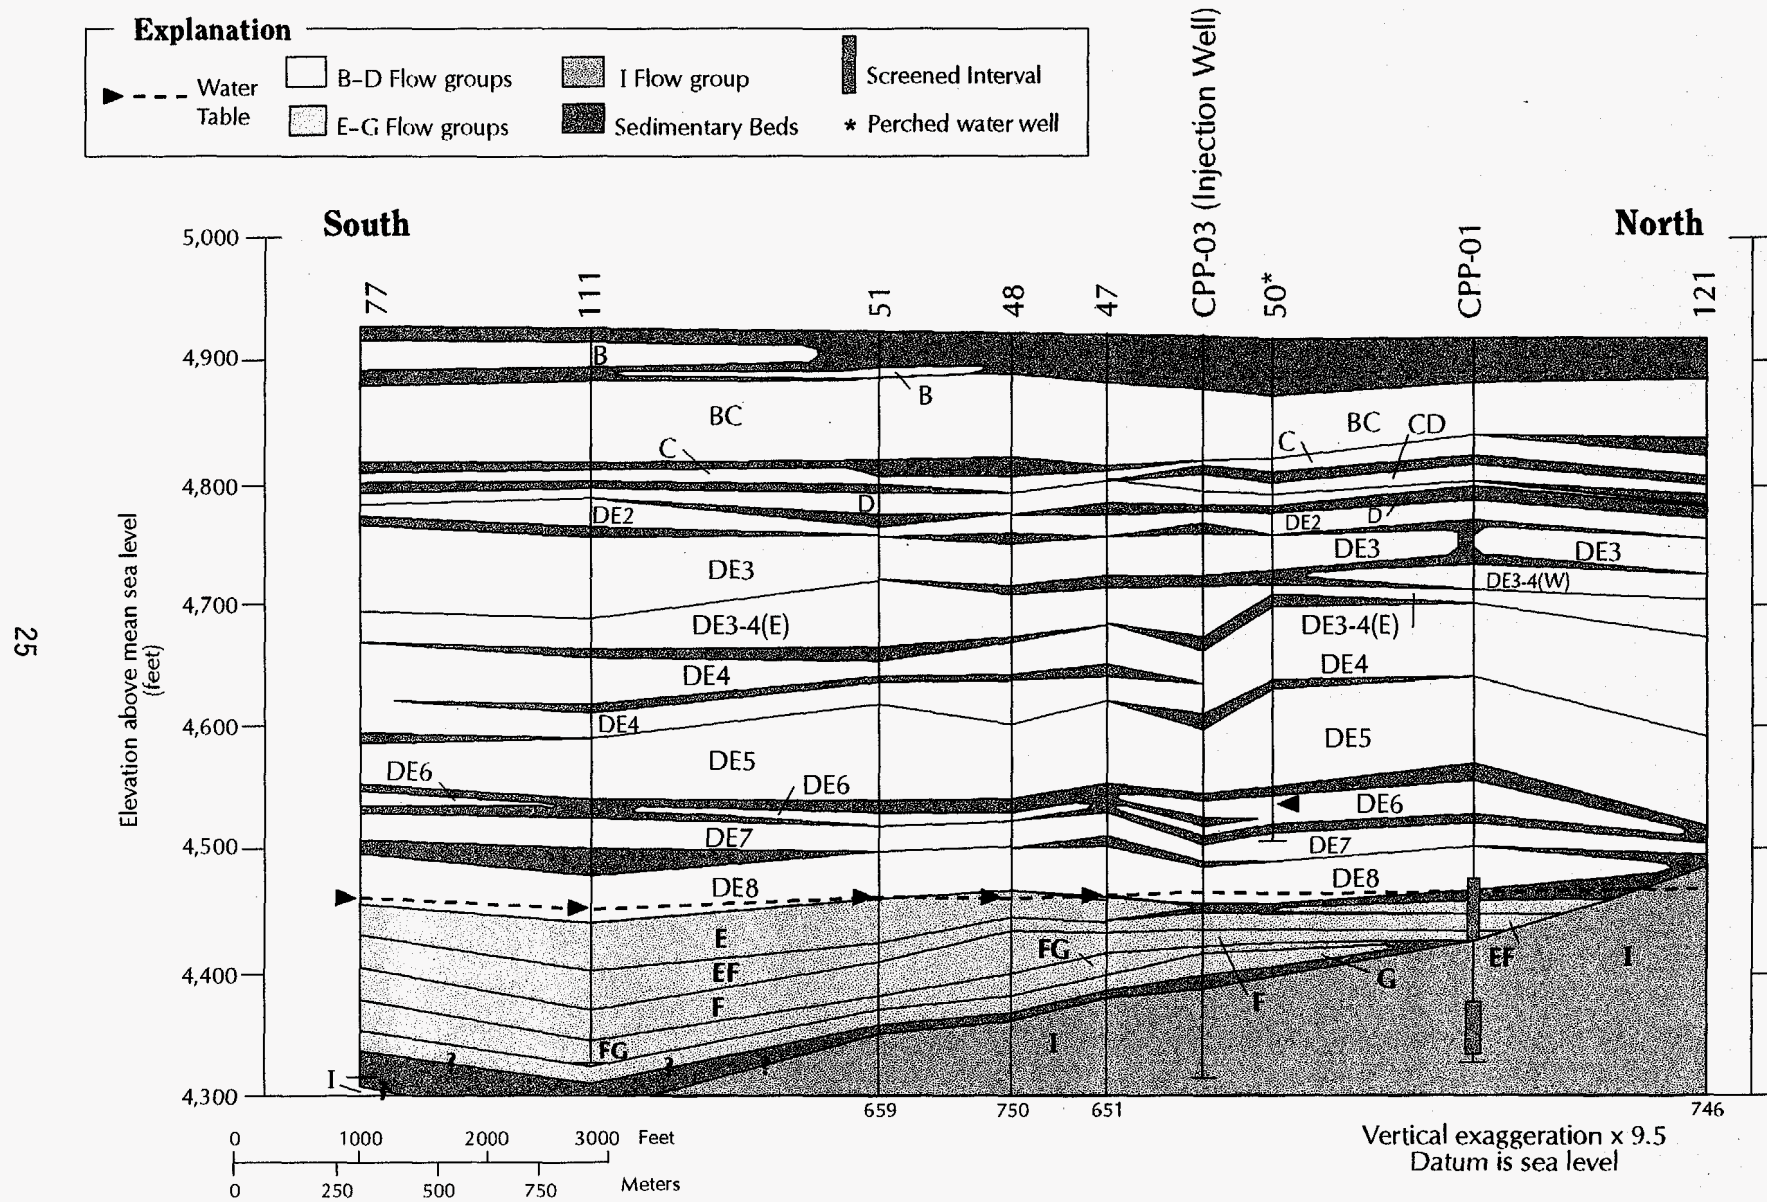 Explanation
Water
Table
B-D Flow groups
E-G Flow groups
I Flow group
Sedimentary Beds
Screened Interval
* Perched water well
South
North
77
111
51
48
47
CPP-03 (Injection Well)
50*
CPP-01
121
Elevation above mean sea level
(feet)
5,000
4,900
4,800
4,700
4,600
4,500
4,400
4,300
B
B
BC
BC
C
C
CD
D
D
DE2
DE2
DE3
DE3
DE3
DE3-4(W)
DE3-4(E)
DE3-4(E)
DE4
DE4
DE4
DE5
DE5
DE6
DE6
DE6
DE7
DE7
DE8
DE8
E
EF
EF
F
F
FG
FG
G
I
I
I
?
?
?
?
659
750
651
746
0 1000 2000 3000 Feet
0 250 500 750 Meters
Vertical exaggeration x 9.5
Datum is sea level
25